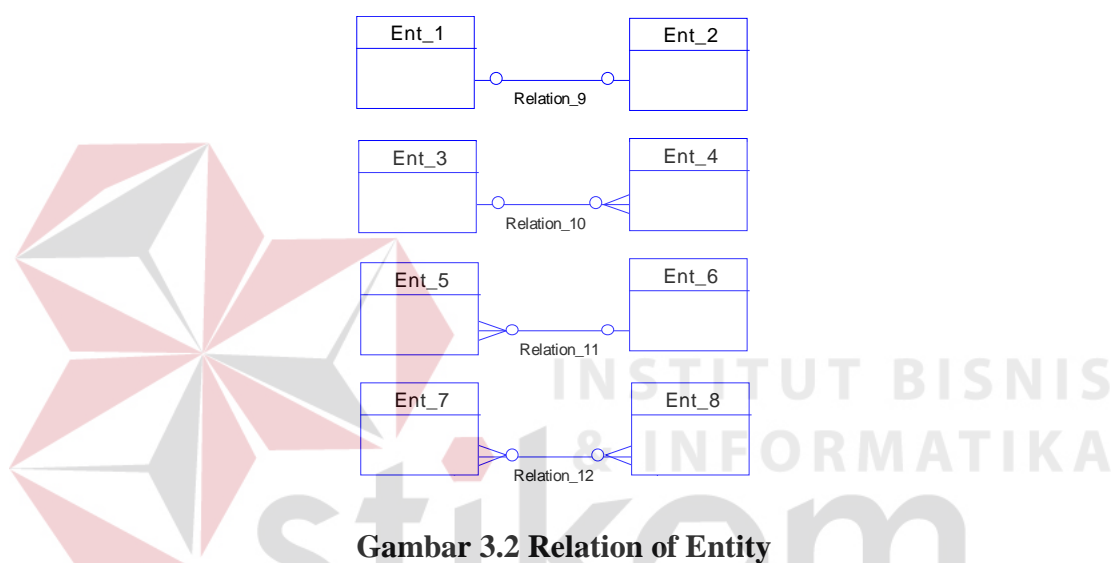 Ent_1 Ent_2
Relation_9
Ent_3 Ent_4
Relation_10
Ent_5 Ent_6
Relation_11
INSTITUT BISNIS
Ent_7 Ent_8
& INFORMATIKA
Relation_12
stikom
Gambar 3.2 Relation of Entity